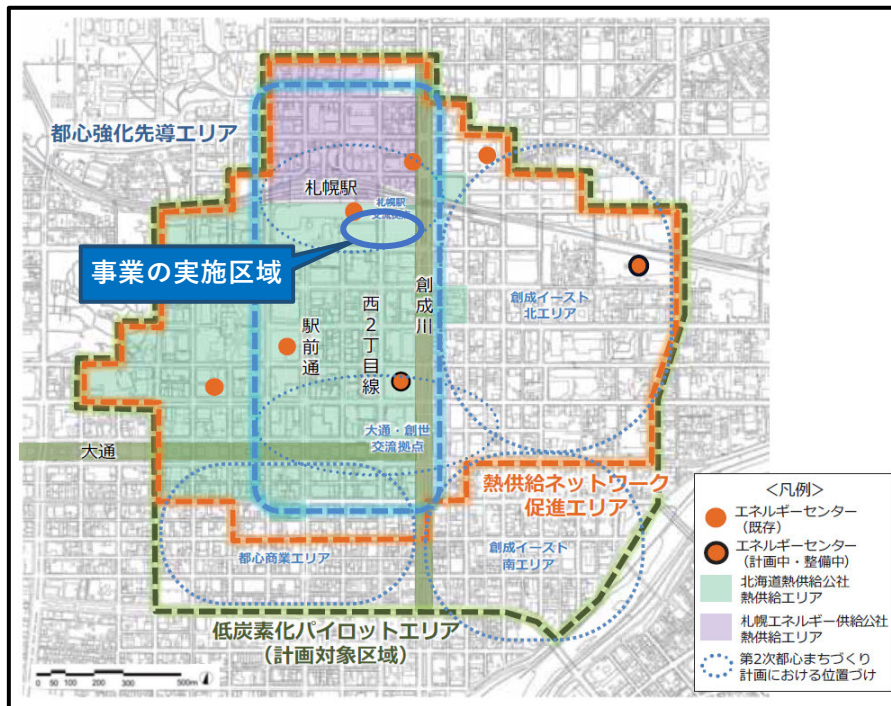 都心強化先導エリア
札幌駅
札幌駅
交流拠点
事業の実施区域
創成川
西2丁目線
駅前通
創成イースト
北エリア
大通・創世
交流拠点
大通
熱供給ネットワーク
促進エリア
都心商業エリア
創成イースト
南エリア
低炭素化パイロットエリア
(計画対象区域)
0 50 100 200 300 500m
<凡例>
エネルギーセンター
(既存)
エネルギーセンター
(計画中・整備中)
北海道熱供給公社
熱供給エリア
札幌エネルギー供給公社
熱供給エリア
第2次都心まちづくり
計画における位置づけ